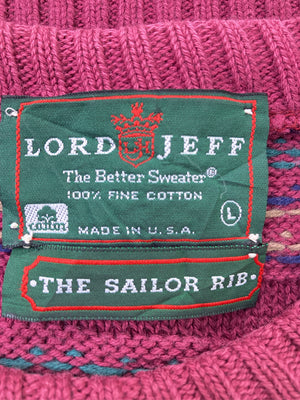 LORD JEFF
The Better Sweater®
100% FINE COTTON
L
MADE IN U.S.A.
·THE SAILOR RIB·